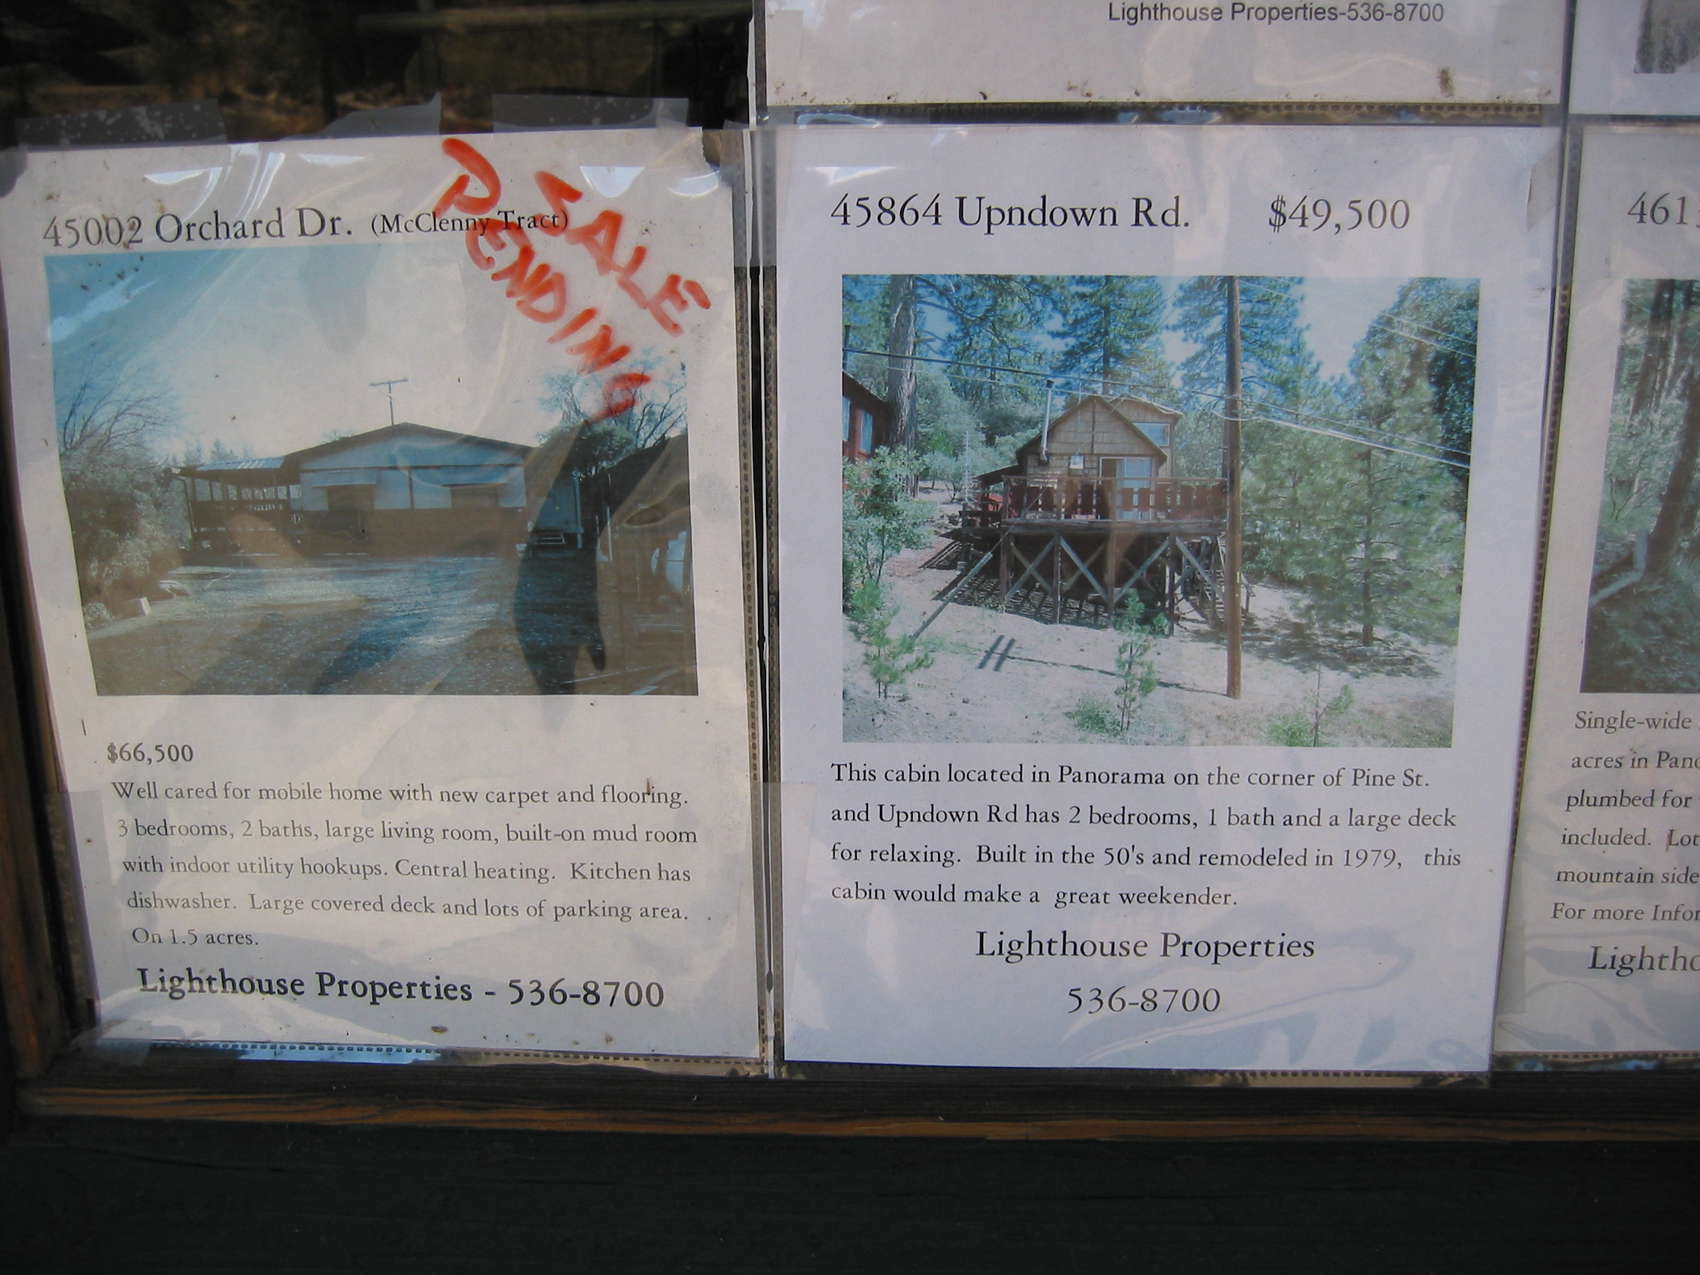 Lighthouse Properties-536-8700
SALE
PENDING
45002 Orchard Dr. (McClenny Tract)
$66,500
Well cared for mobile home with new carpet and flooring.
3 bedrooms, 2 baths, large living room, built-on mud room
with indoor utility hookups. Central heating. Kitchen has
dishwasher. Large covered deck and lots of parking area.
On 1.5 acres.
Lighthouse Properties - 536-8700
45864 Upndown Rd. $49,500
This cabin located in Panorama on the corner of Pine St.
and Upndown Rd has 2 bedrooms, 1 bath and a large deck
for relaxing. Built in the 50's and remodeled in 1979, this
cabin would make a great weekender.
Lighthouse Properties
536-8700
461
Single-wide
acres in
plumbed for
included. Lot
mountain side
For more